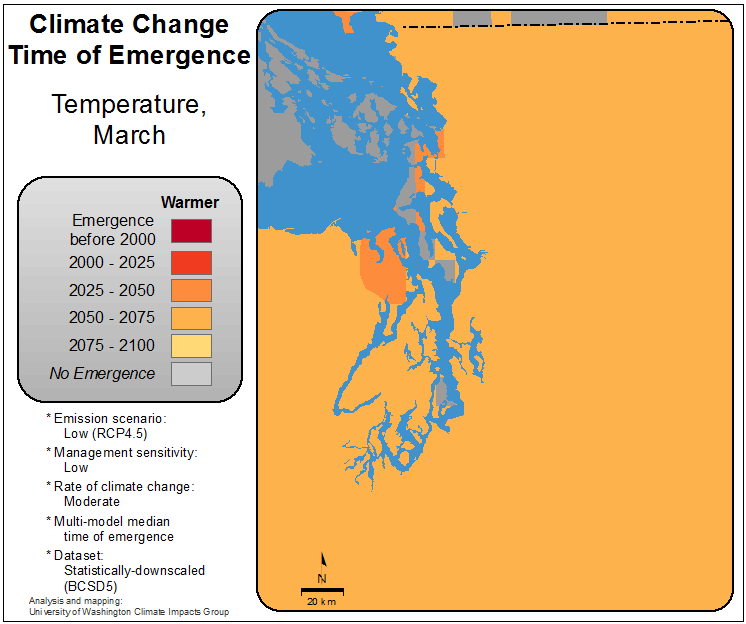 Climate Change
Time of Emergence
Temperature,
March
Warmer
Emergence
before 2000
2000 - 2025
2025 - 2050
2050 - 2075
2075 - 2100
No Emergence
* Emission scenario:
Low (RCP4.5)
* Management sensitivity:
Low
* Rate of climate change:
Moderate
* Multi-model median
time of emergence
* Dataset:
Statistically-downscaled
(BCSD5)
Analysis and mapping:
University of Washington Climate Impacts Group
N
20 km